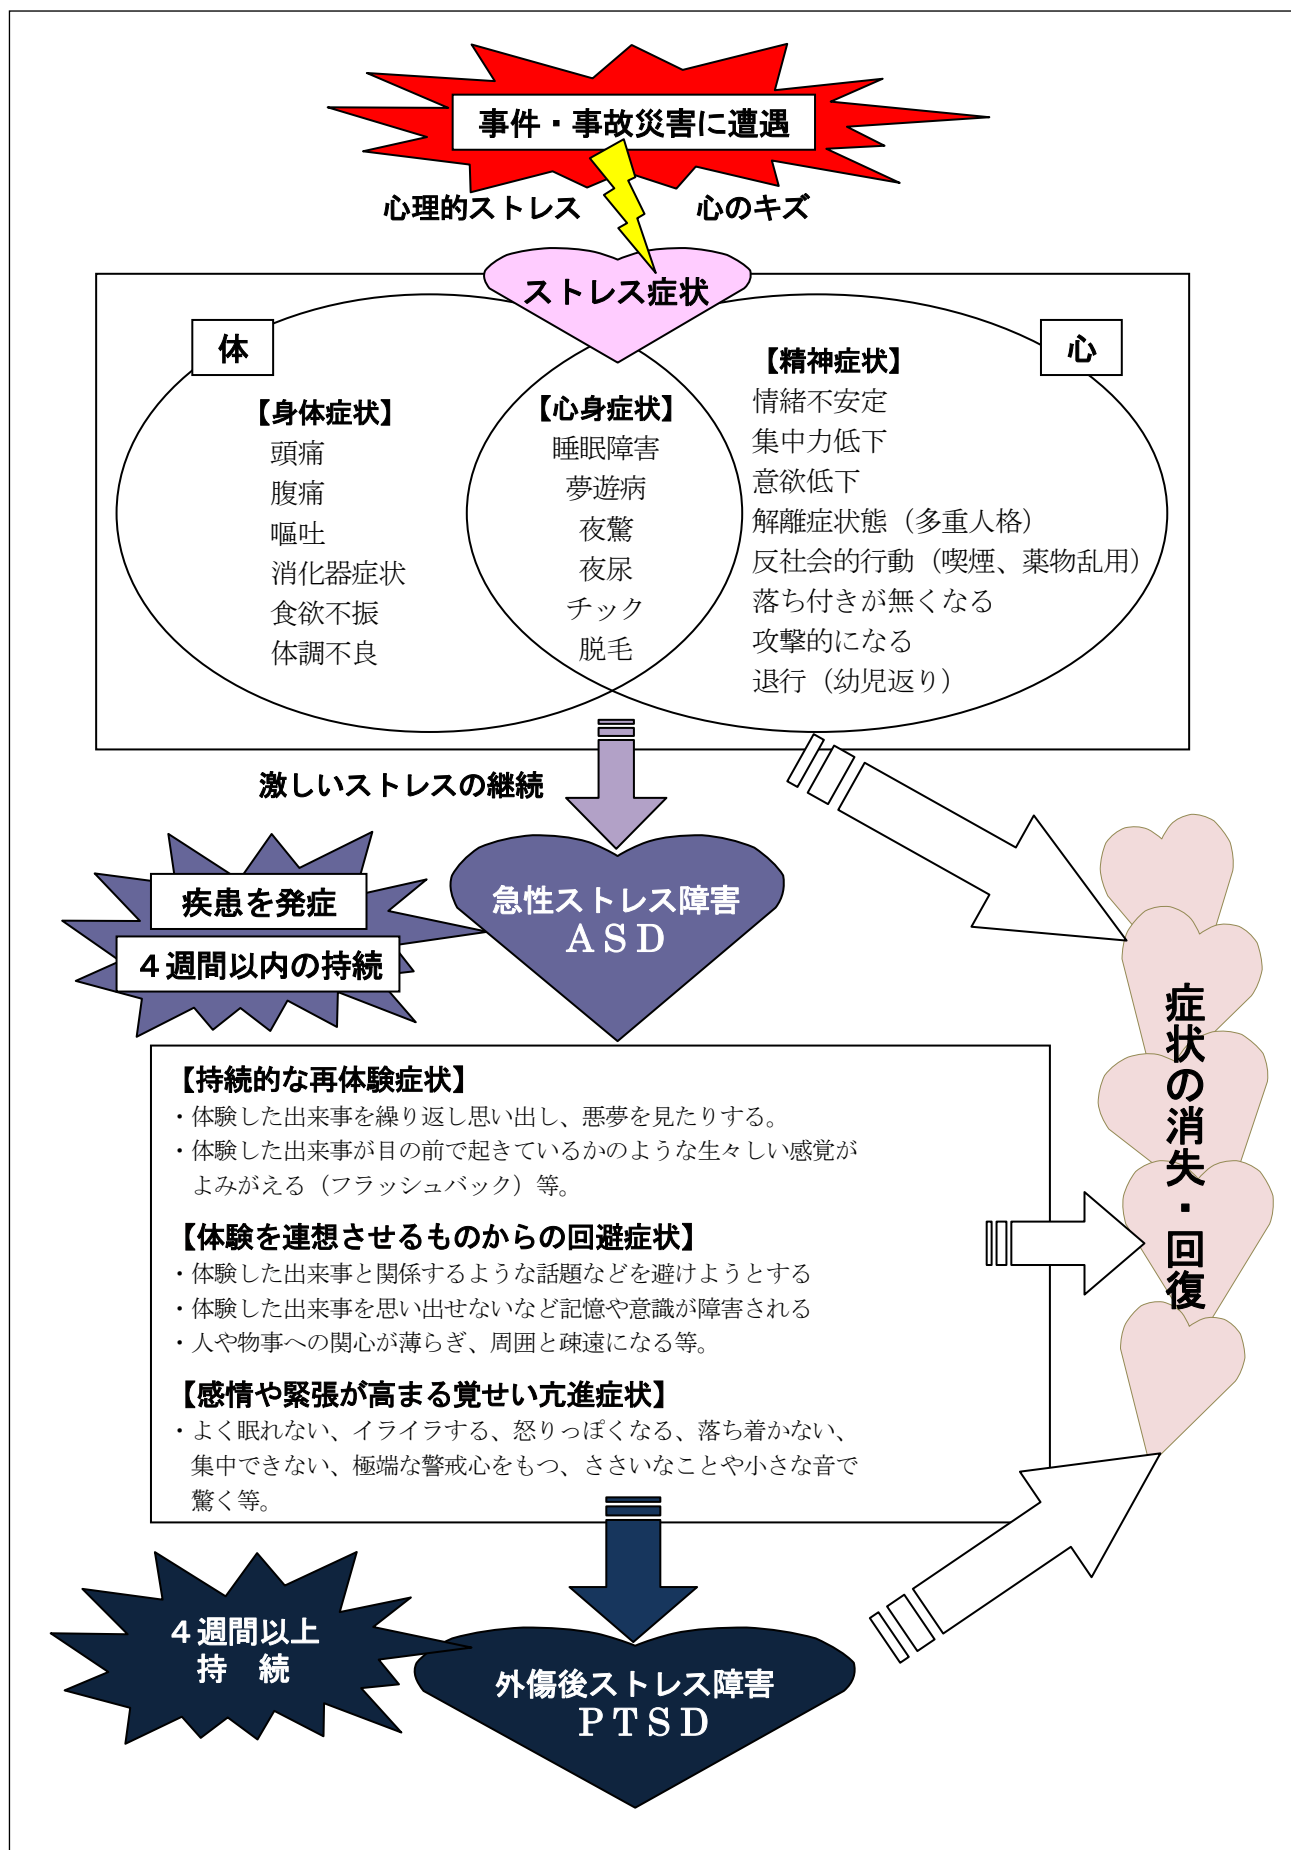 事件・事故災害に遭遇
心理的ストレス
心のキズ
ストレス症状
体
心
【身体症状】
頭痛
腹痛
嘔吐
消化器症状
食欲不振
体調不良
【心身症状】
睡眠障害
夢遊病
夜驚
夜尿
チック
脱毛
【精神症状】
情緒不安定
集中力低下
意欲低下
解離症状態（多重人格）
反社会的行動（喫煙、薬物乱用）
落ち付きが無くなる
攻撃的になる
退行（幼児返り）
激しいストレスの継続
疾患を発症
４週間以内の持続
急性ストレス障害
ＡＳＤ
【持続的な再体験症状】
・体験した出来事を繰り返し思い出し、悪夢を見たりする。
・体験した出来事が目の前で起きているかのような生々しい感覚が
よみがえる（フラッシュバック）等。
【体験を連想させるものからの回避症状】
・体験した出来事と関係するような話題などを避けようとする
・体験した出来事を思い出せないなど記憶や意識が障害される
・人や物事への関心が薄らぎ、周囲と疎遠になる等。
【感情や緊張が高まる覚せい亢進症状】
・よく眠れない、イライラする、怒りっぽくなる、落ち着かない、
集中できない、極端な警戒心をもつ、ささいなことや小さな音で
驚く等。
症状の消失・回復
４週間以上
持　続
外傷後ストレス障害
ＰＴＳＤ